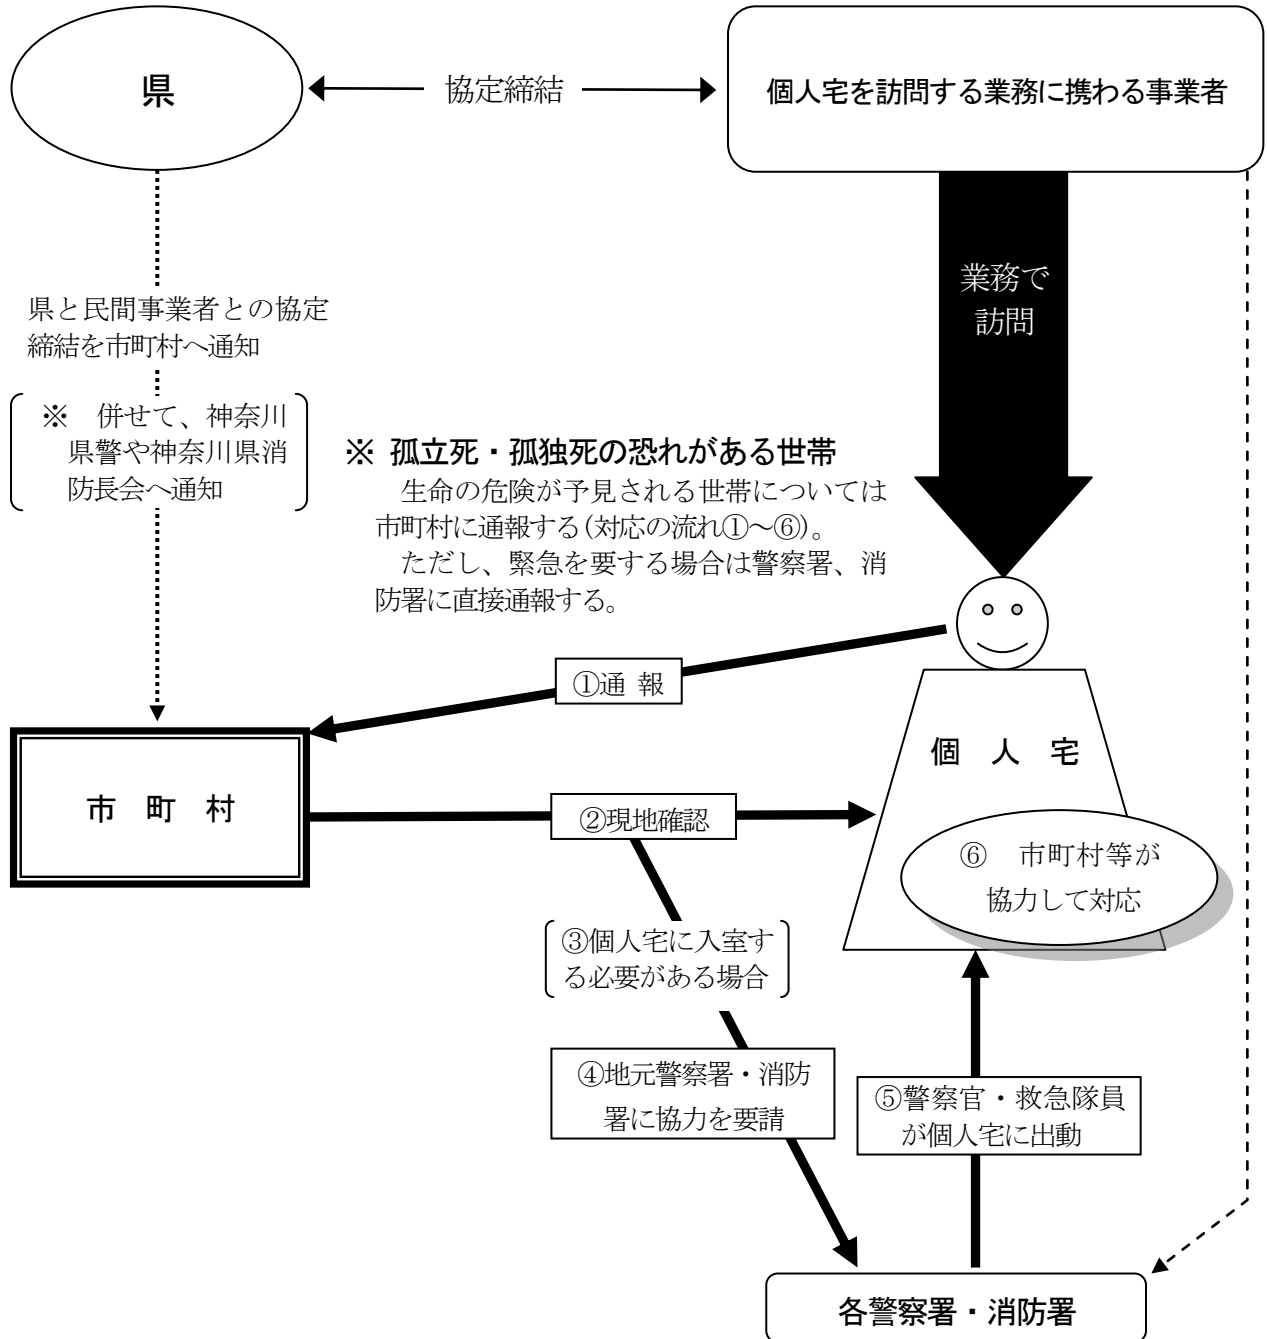 県
協定締結
個人宅を訪問する業務に携わる事業者
業務で
訪問
県と民間事業者との協定
締結を市町村へ通知
※　併せて、神奈川
県警や神奈川県消
防長会へ通知
※ 孤立死・孤独死の恐れがある世帯
生命の危険が予見される世帯については
市町村に通報する(対応の流れ①～⑥)。
ただし、緊急を要する場合は警察署、消
防署に直接通報する。
①通 報
個　人　宅
市　町　村
②現地確認
⑥　市町村等が
協力して対応
③個人宅に入室す
る必要がある場合
④地元警察署・消防
署に協力を要請
⑤警察官・救急隊員
が個人宅に出動
各警察署・消防署